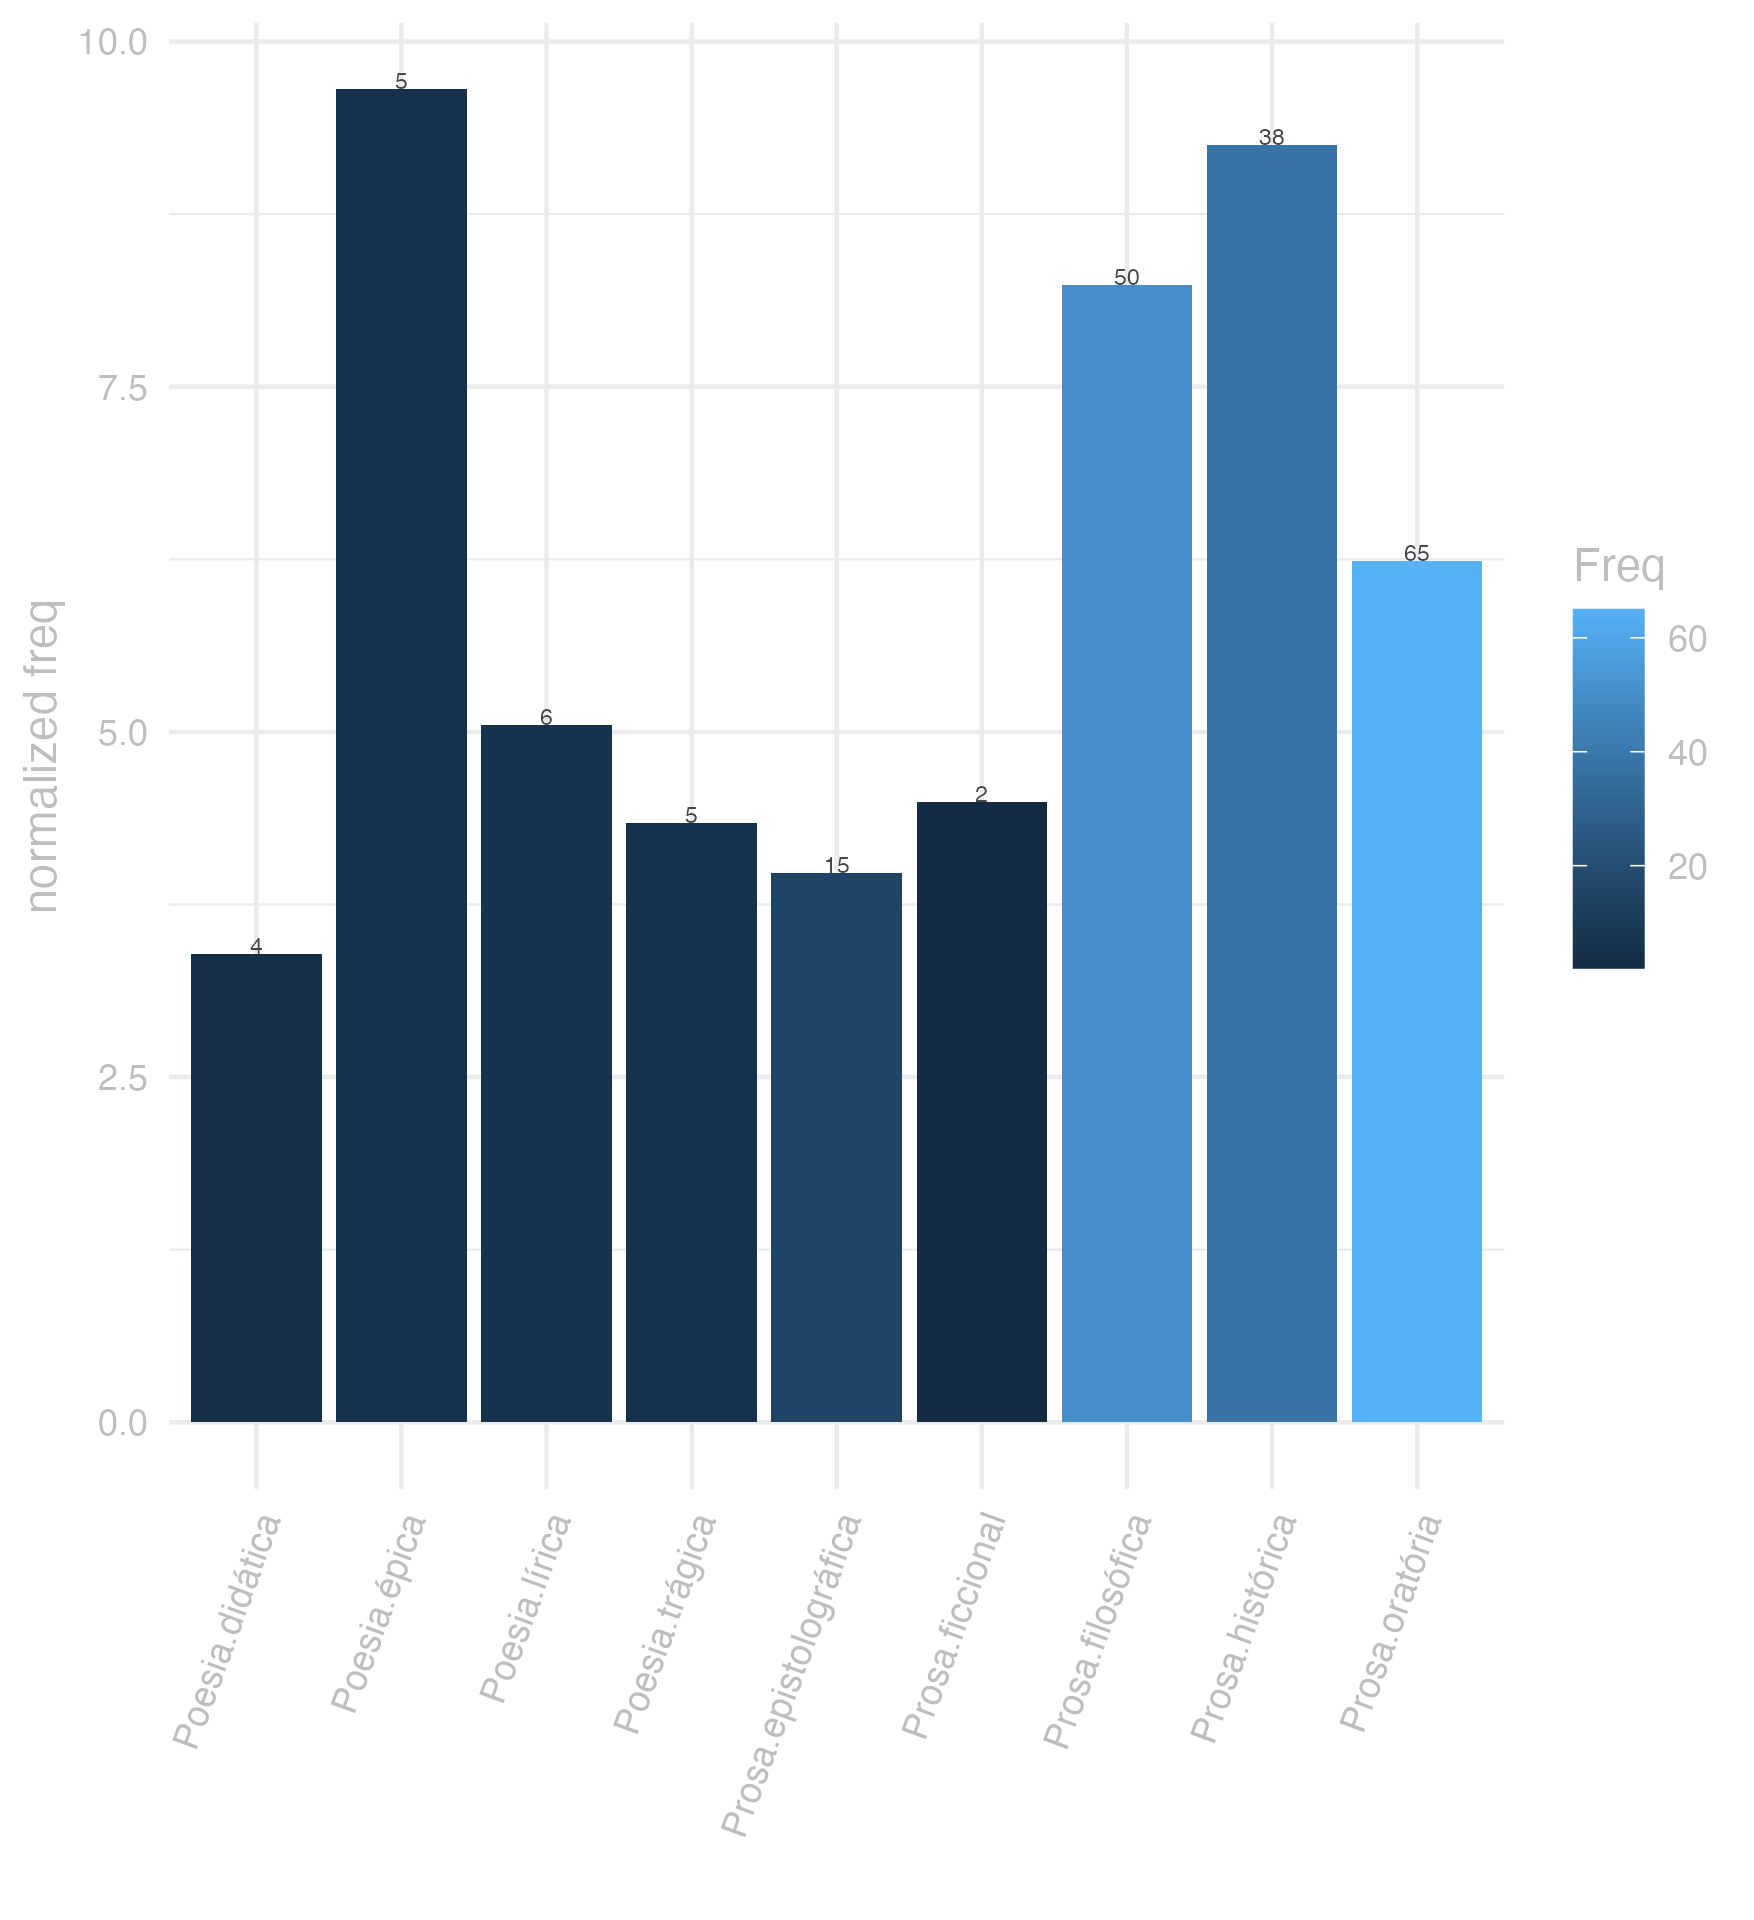 10.0
7.5
5.0
2.5
0.0
normalized freq
4
5
6
5
15
2
50
38
65
Poesia.didática
Poesia.épica
Poesia.lírica
Poesia.trágica
Prosa.epistolográfica
Prosa.ficcional
Prosa.filosófica
Prosa.histórica
Prosa.oratória
Freq
60
40
20